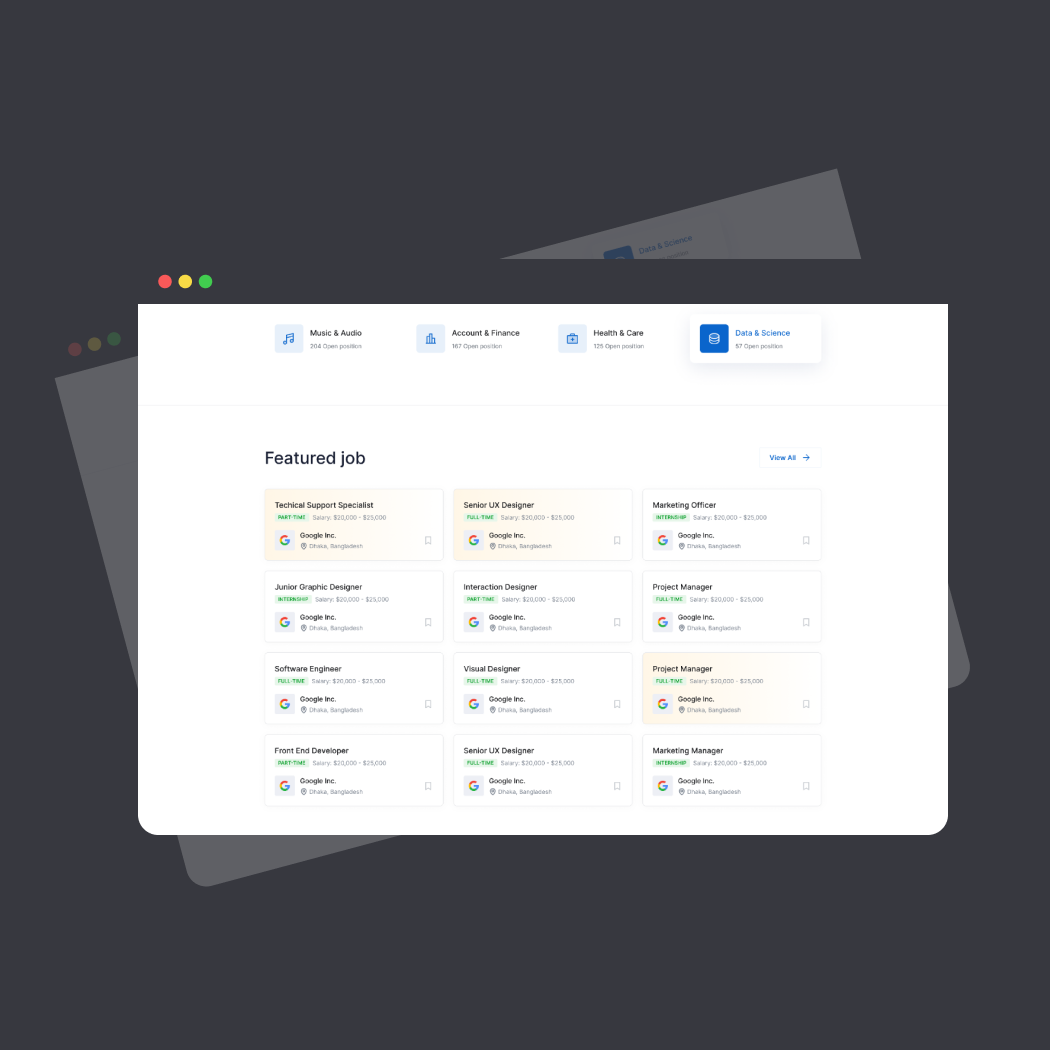 Data & Science
Music & Audio
204 Open position
Account & Finance
167 Open position
Health & Care
125 Open position
Data & Science
57 Open position
Featured job
View All
Techical Support Specialist
PART-TIME Salary: $20,000 - $25,000
Google Inc.
Dhaka, Bangladesh
Senior UX Designer
FULL-TIME Salary: $20,000 - $25,000
Google Inc.
Dhaka, Bangladesh
Marketing Officer
INTERNSHIP Salary: $20,000 - $25,000
Google Inc.
Dhaka, Bangladesh
Junior Graphic Designer
INTERNSHIP Salary: $20,000 - $25,000
Google Inc.
Dhaka, Bangladesh
Interaction Designer
PART-TIME Salary: $20,000 - $25,000
Google Inc.
Dhaka, Bangladesh
Project Manager
FULL-TIME Salary: $20,000 - $25,000
Google Inc.
Dhaka, Bangladesh
Software Engineer
FULL-TIME Salary: $20,000 - $25,000
Google Inc.
Dhaka, Bangladesh
Visual Designer
FULL-TIME Salary: $20,000 - $25,000
Google Inc.
Dhaka, Bangladesh
Project Manager
FULL-TIME Salary: $20,000 - $25,000
Google Inc.
Dhaka, Bangladesh
Front End Developer
PART-TIME Salary: $20,000 - $25,000
Google Inc.
Dhaka, Bangladesh
Senior UX Designer
FULL-TIME Salary: $20,000 - $25,000
Google Inc.
Dhaka, Bangladesh
Marketing Manager
INTERNSHIP Salary: $20,000 - $25,000
Google Inc.
Dhaka, Bangladesh